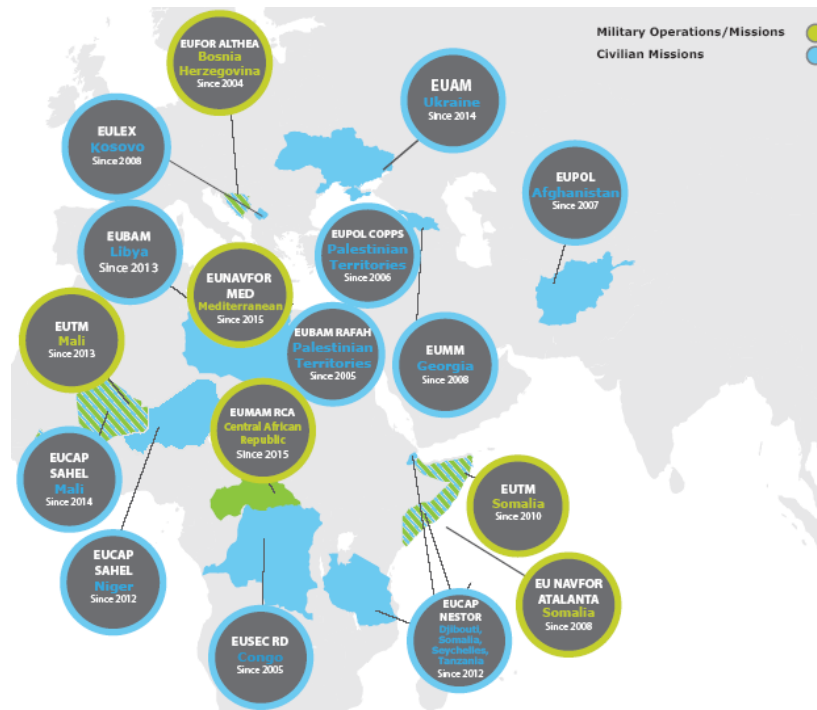 Military Operations/Missions
Civilian Missions
EUFOR ALTHEA
Bosnia
Herzegovina
Since 2004
EUAM
Ukraine
Since 2014
EULEX
Kosovo
Since 2008
EUPOL
Afghanistan
Since 2007
EUBAM
Libya
Since 2013
EUPOL COPPS
Palestinian
Territories
Since 2006
EUNAVFOR
MED
Mediterranean
Since 2015
EUTM
Mali
Since 2013
EUBAM RAFAH
Palestinian
Territories
Since 2005
EUMM
Georgia
Since 2008
EUMAM RCA
Central African
Republic
Since 2015
EUCAP
SAHEL
Mali
Since 2014
EUTM
Somalia
Since 2010
EUCAP
SAHEL
Niger
Since 2012
EU NAVFOR
ATALANTA
Somalia
Since 2008
EUCAP
NESTOR
Djibouti,
Somalia,
Seychelles,
Tanzania
Since 2012
EUSEC RD
Congo
Since 2005